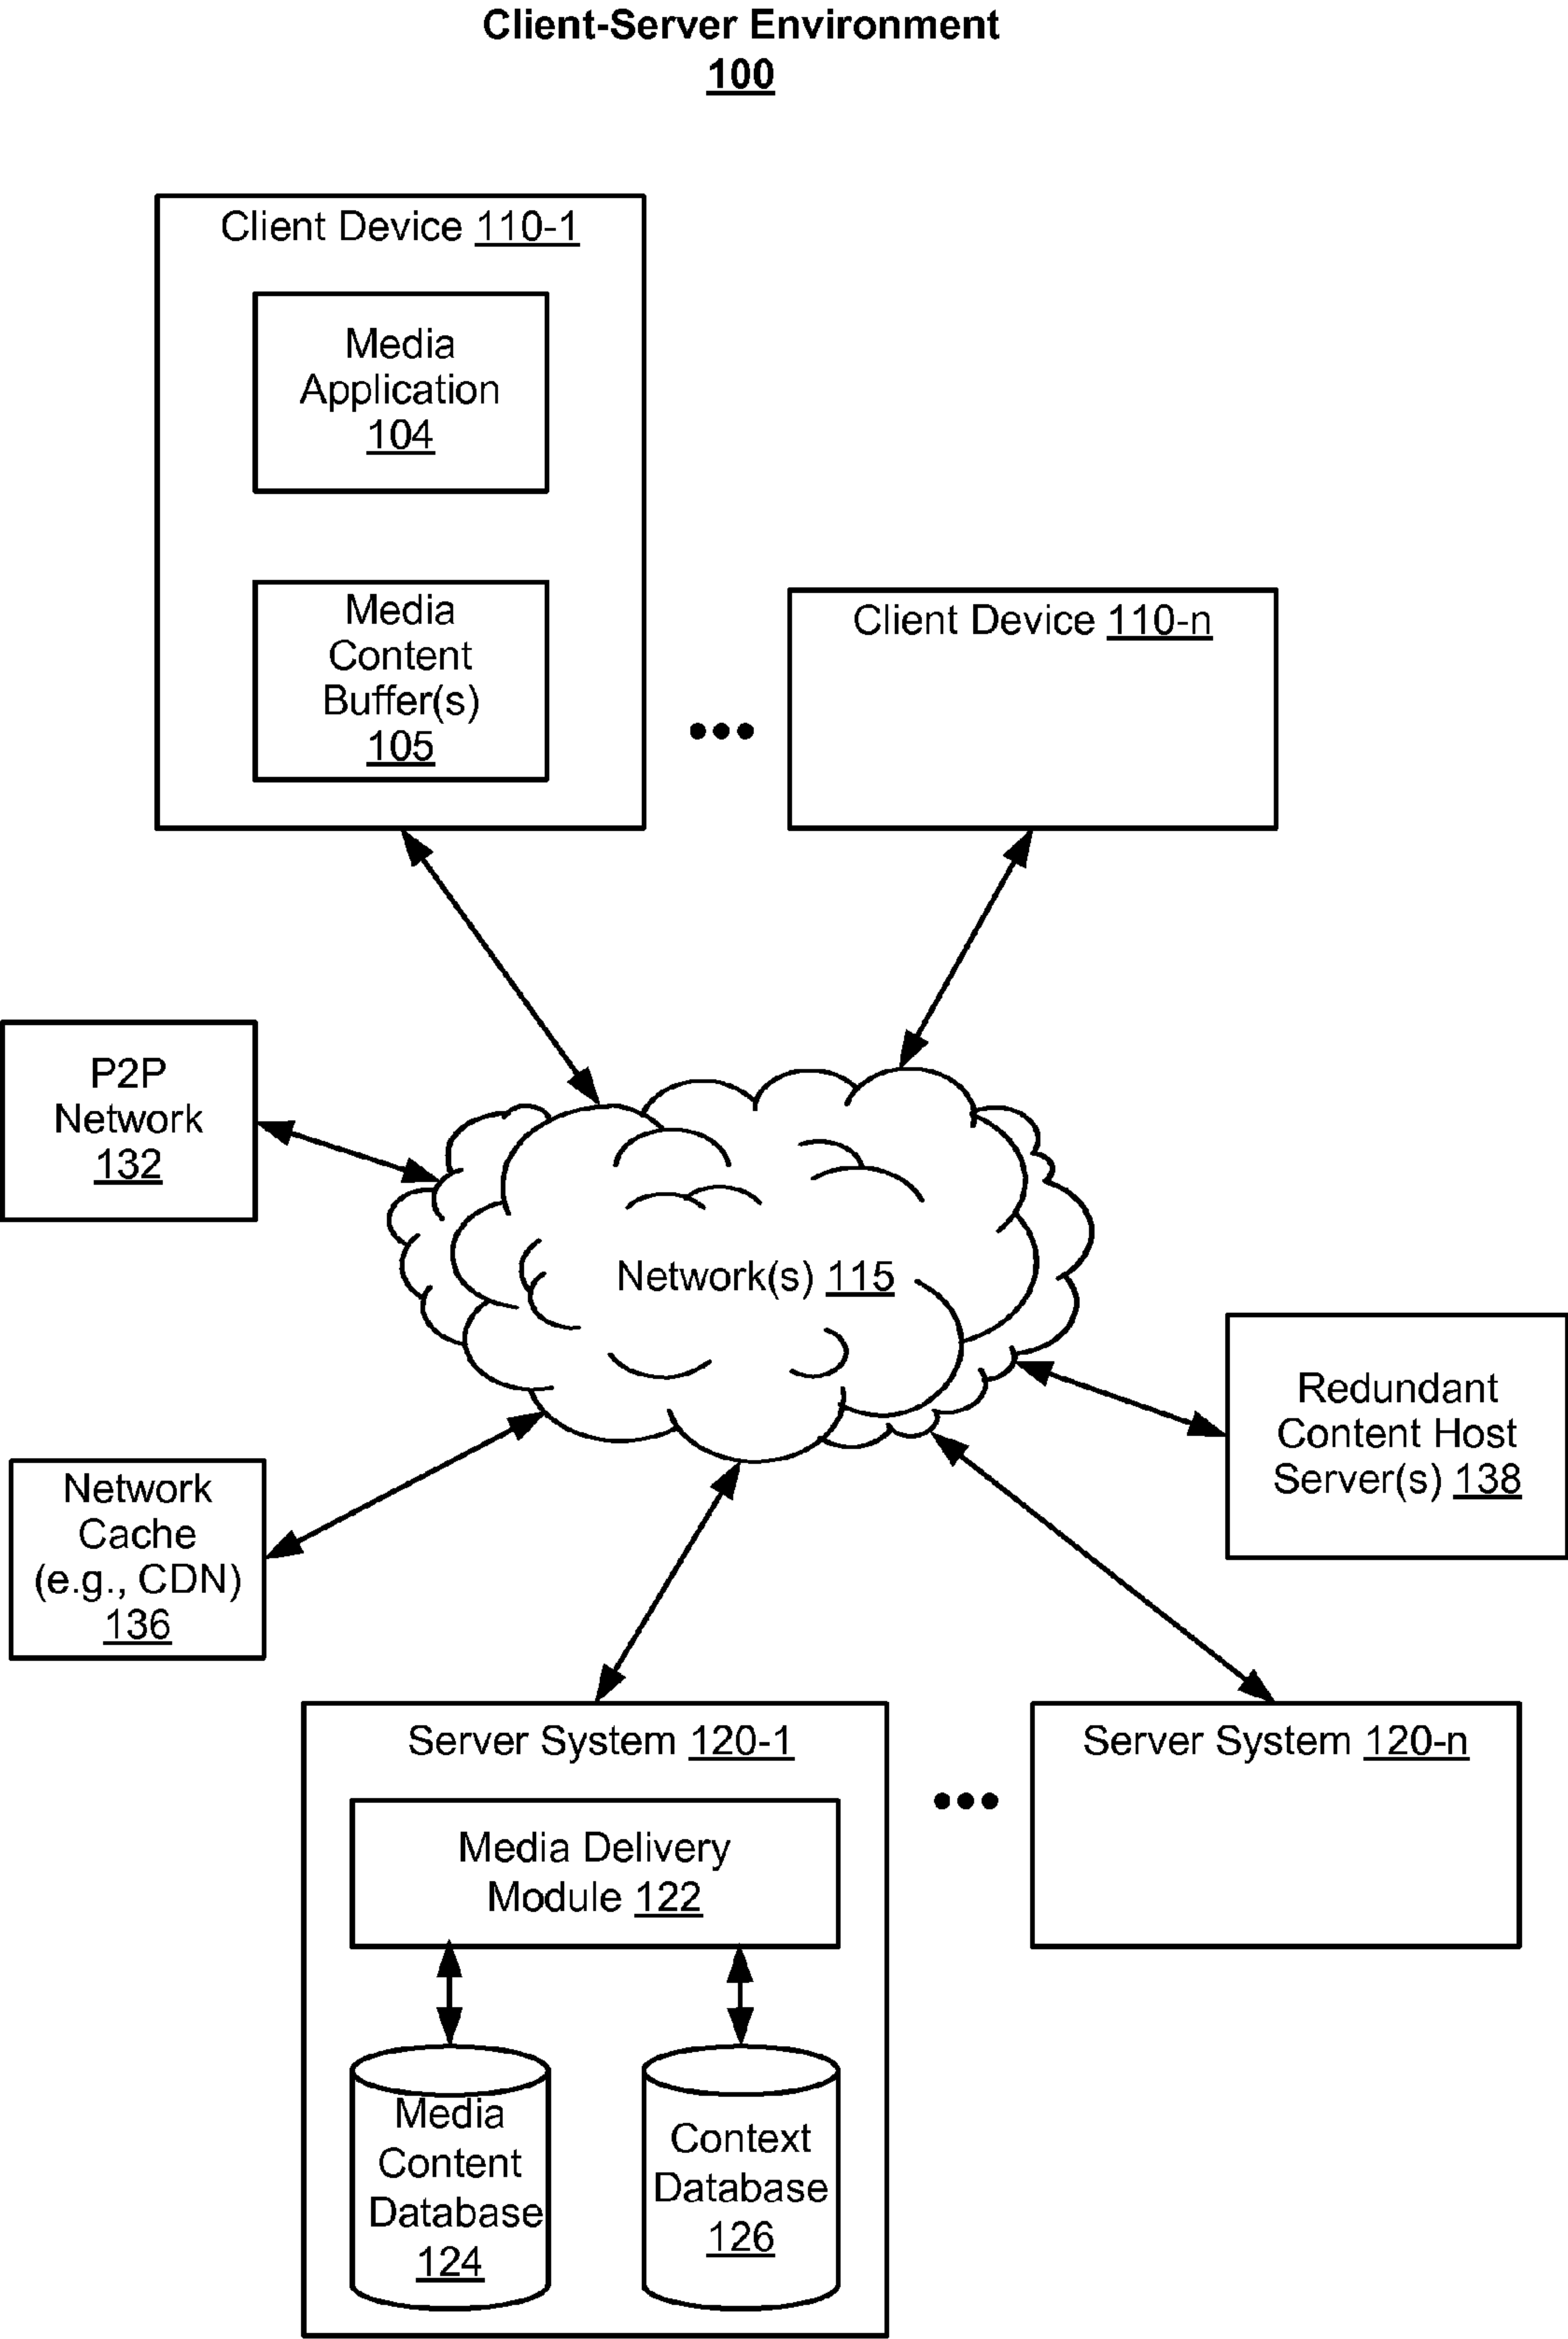 Client-Server Environment
100
Client Device 110-1
Media
Application
104
Media
Content
Buffer(s)
105
Client Device 110-n
P2P
Network
132
Network(s) 115
Redundant
Content Host
Server(s) 138
Network
Cache
(e.g., CDN)
136
Server System 120-1
Media Delivery
Module 122
Media
Content
Database
124
Context
Database
126
Server System 120-n